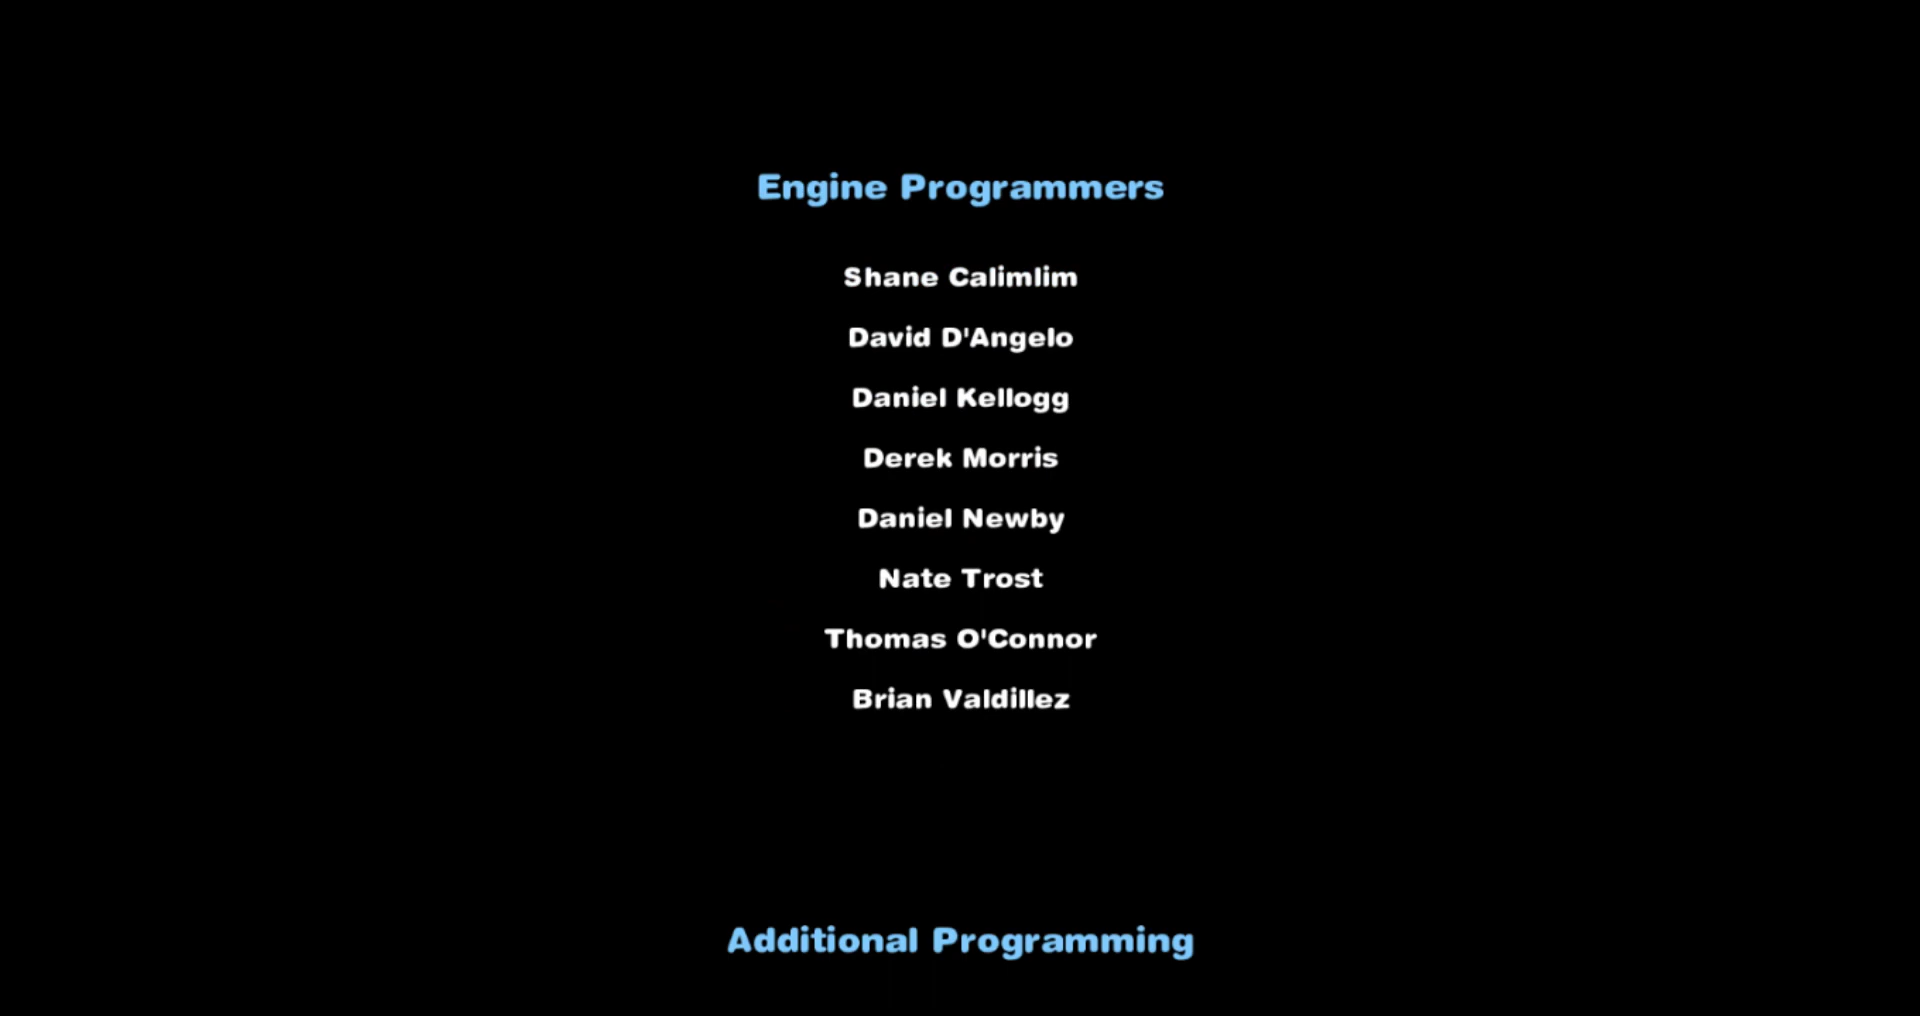 Engine Programmers
Shane Calimlim
David D'Angelo
Daniel Kellogg
Derek Morris
Daniel Newby
Nate Trost
Thomas O'Connor
Brian Valdillez
Additional Programming